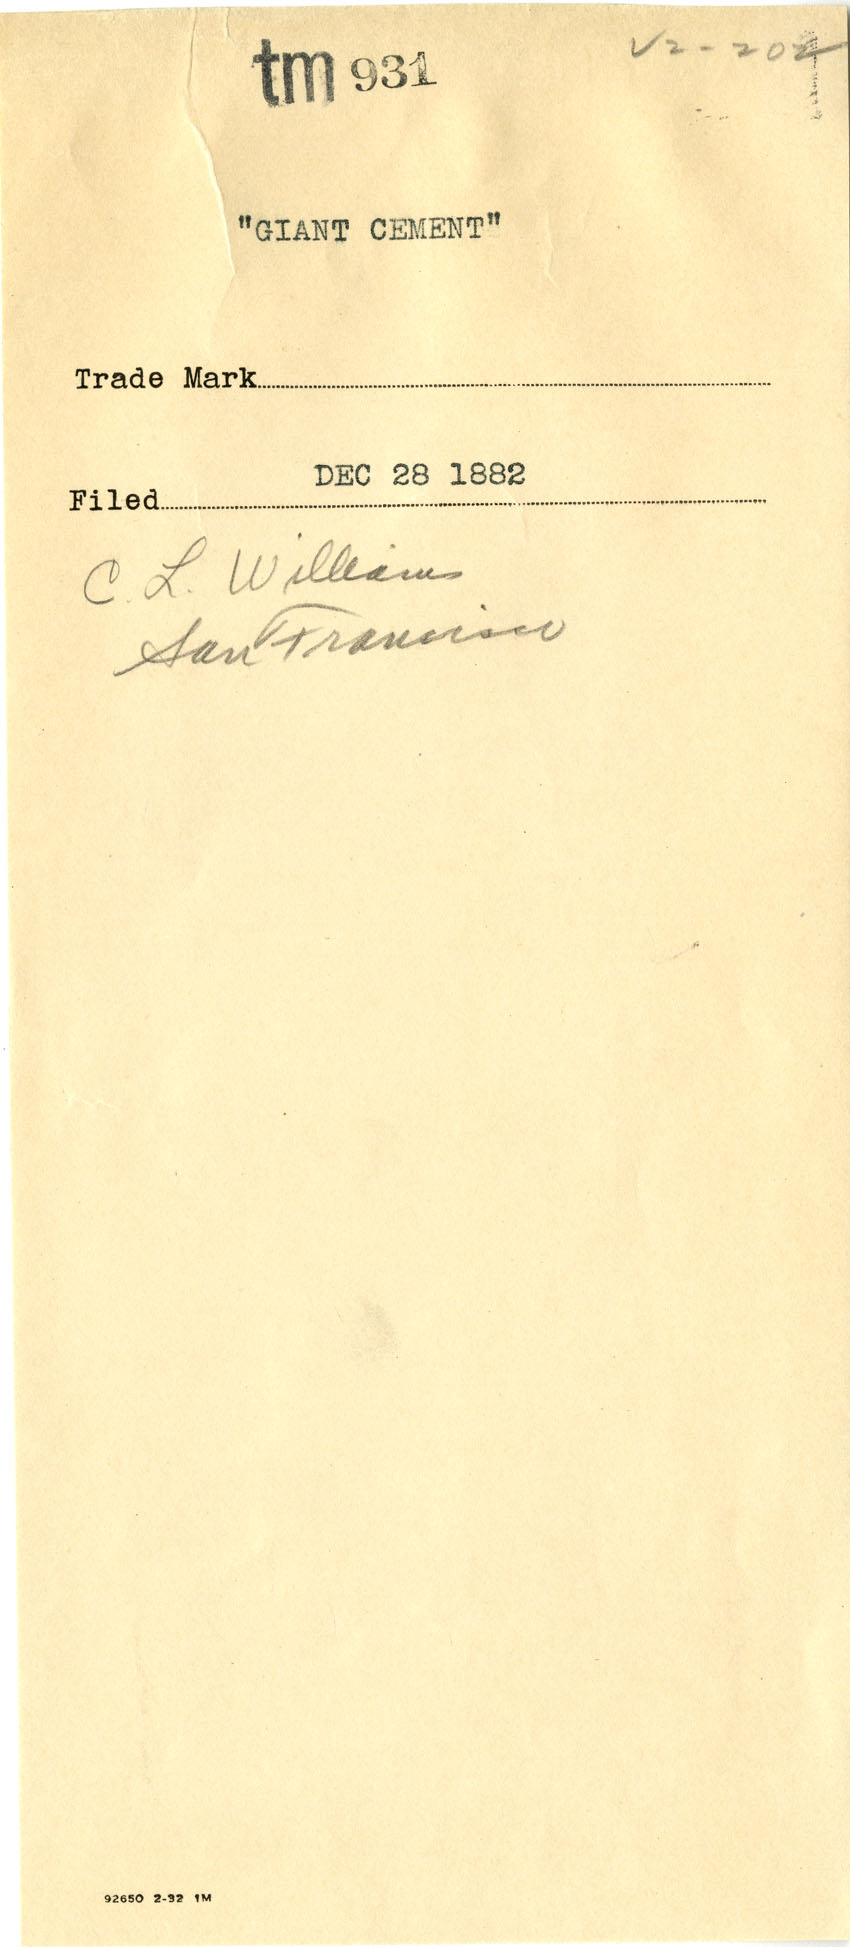 tm 931
V2-202
"GIANT CEMENT"
Trade Mark
DEC 28 1882
Filed
C. L. Williams
San Francisco
92650 2-32 1M